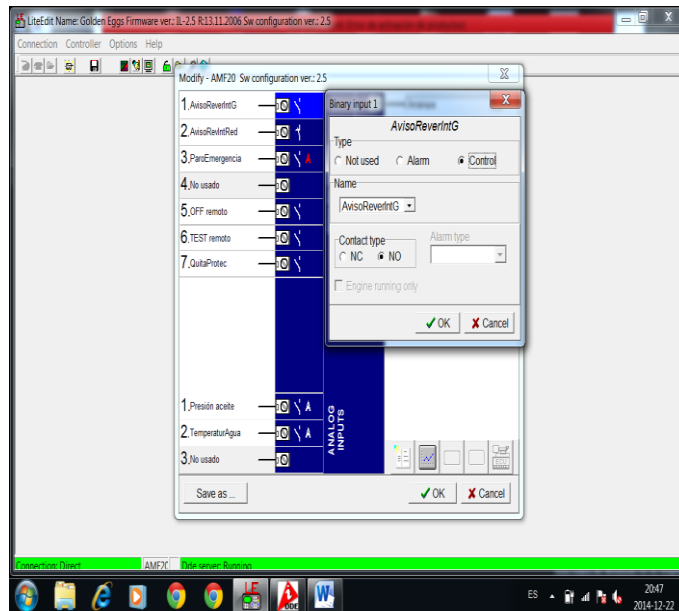 LiteEdit Name: Golden Eggs Firmware ver.: IL-2.5 R:13.11.2006 Sw configuration ver.: 2.5
Connection Controller Options Help
Modify - AMF20 Sw configuration ver.: 2.5
1.AvisoReverIntG
2.AvisoRevIntRed
3.ParoEmergencia
4.No usado
5.OFF remoto
6.TEST remoto
7.QuitaProtec
Binary input 1
AvisoReverIntG
Type
Not used Alarm Control
Name
AvisoReverIntG
Contact type Alarm type
NC NO
Engine running only
OK Cancel
1.Presión aceite
2.TemperaturAgua
3.No usado
ANALOG
INPUTS
Save as ... OK Cancel
Connection: Direct AMF20 Dde server: Running
LE DDE W ES 20:47
2014-12-22